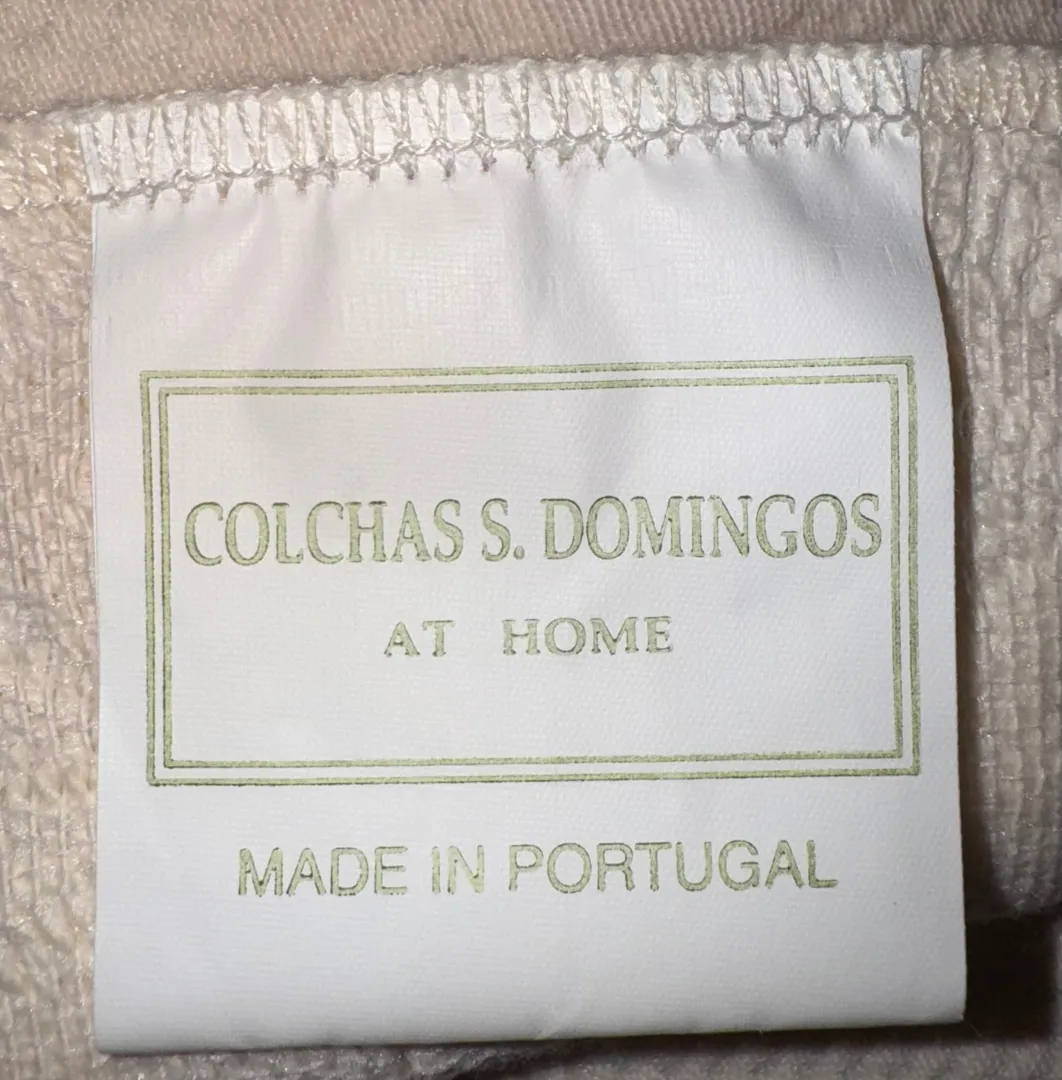 COLCHAS S. DOMINGOS
AT HOME
MADE IN PORTUGAL